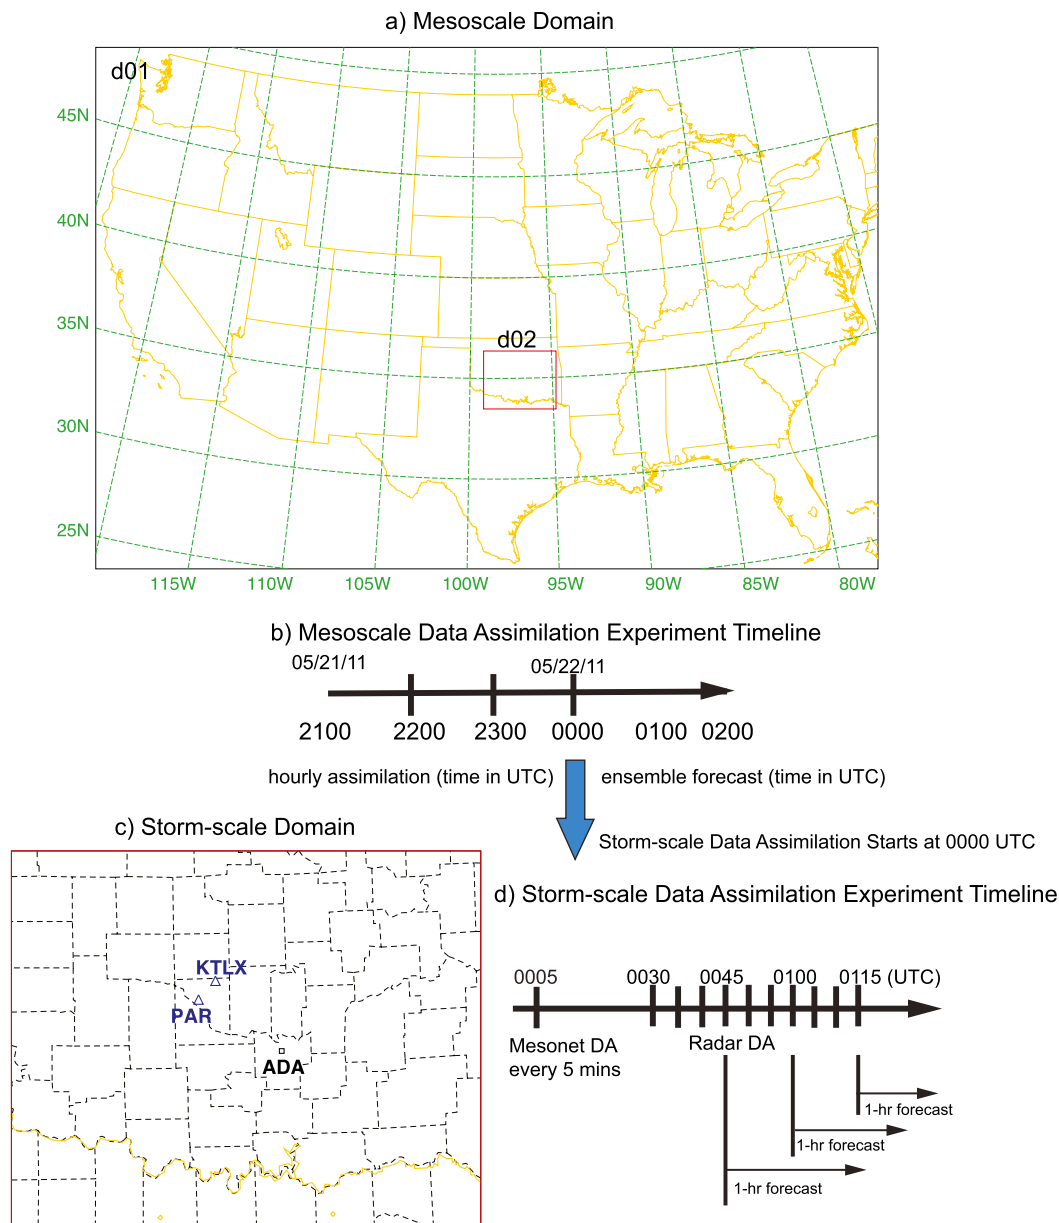 a) Mesoscale Domain
d01
45N
40N
35N
d02
30N
25N
115W 110W 105W 100W 95W 90W 85W 80W
b) Mesoscale Data Assimilation Experiment Timeline
05/21/11 05/22/11
2100 2200 2300 0000 0100 0200
hourly assimilation (time in UTC) ensemble forecast (time in UTC)
c) Storm-scale Domain
Storm-scale Data Assimilation Starts at 0000 UTC
d) Storm-scale Data Assimilation Experiment Timeline
KTLX
PAR
ADA
0005 0030 0045 0100 0115 (UTC)
Mesonet DA
every 5 mins
Radar DA
1-hr forecast
1-hr forecast
1-hr forecast